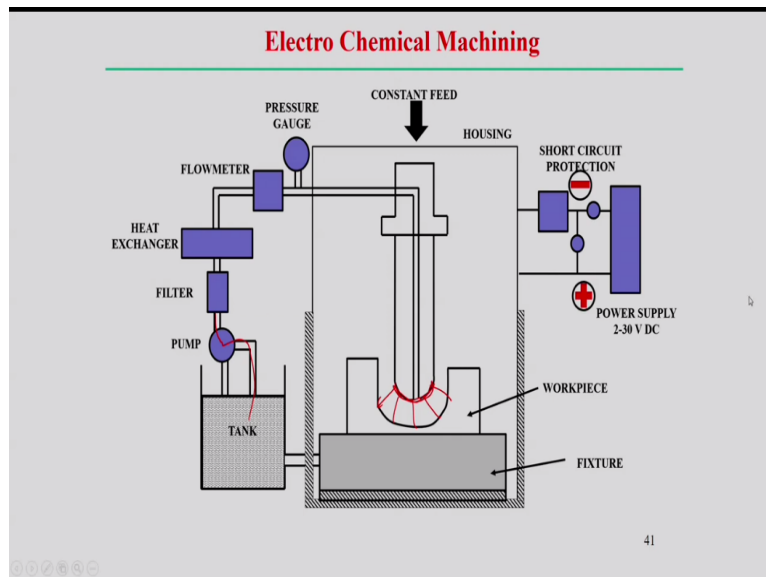 Electro Chemical Machining
CONSTANT FEED
PRESSURE
GAUGE
HOUSING
SHORT CIRCUIT
PROTECTION
FLOWMETER
HEAT
EXCHANGER
FILTER
POWER SUPPLY
2-30 V DC
PUMP
WORKPIECE
TANK
FIXTURE
41